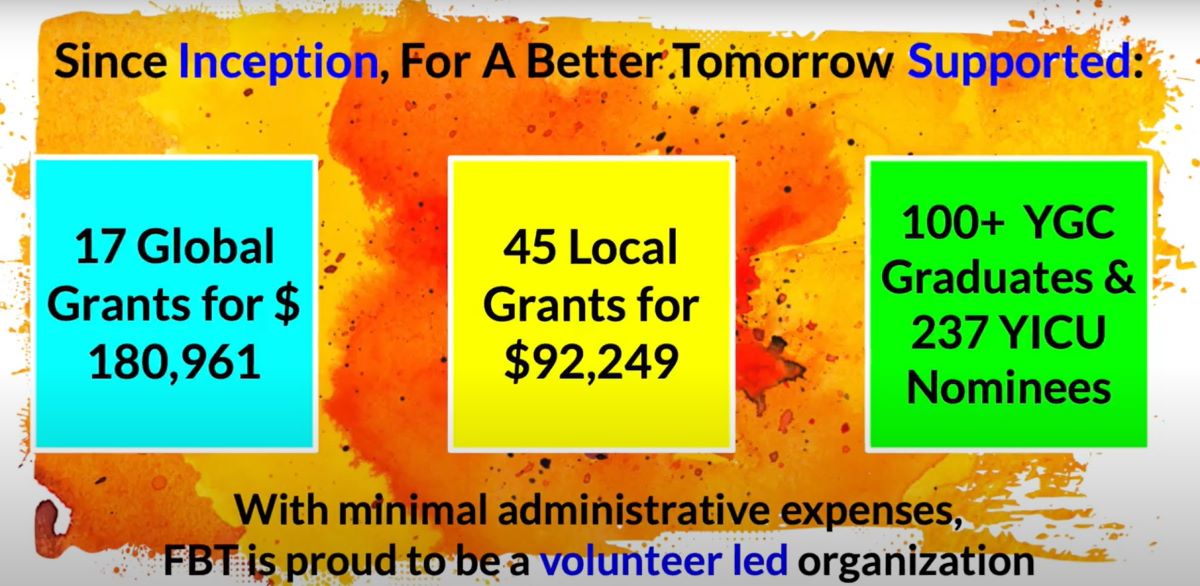 Since Inception, For A Better Tomorrow Supported:
17 Global
Grants for $
180,961
45 Local
Grants for
$92,249
100+ YGC
Graduates &
237 YICU
Nominees
With minimal administrative expenses,
FBT is proud to be a volunteer led organization